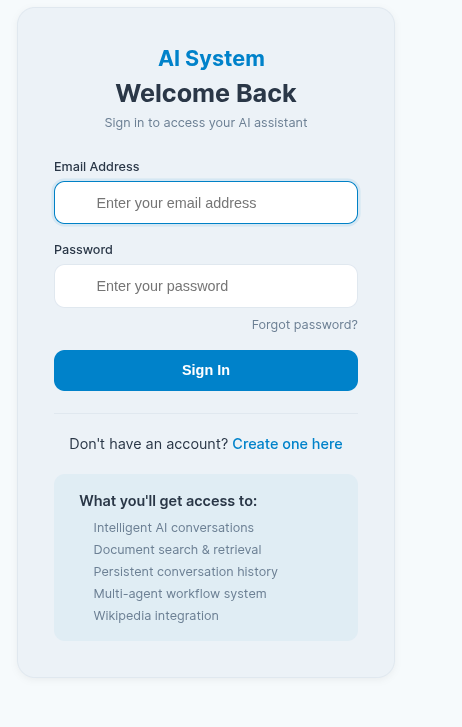 AI System
Welcome Back
Sign in to access your AI assistant
Email Address
Enter your email address
Password
Enter your password
Forgot password?
Sign In
Don't have an account? Create one here
What you'll get access to:
Intelligent AI conversations
Document search & retrieval
Persistent conversation history
Multi-agent workflow system
Wikipedia integration